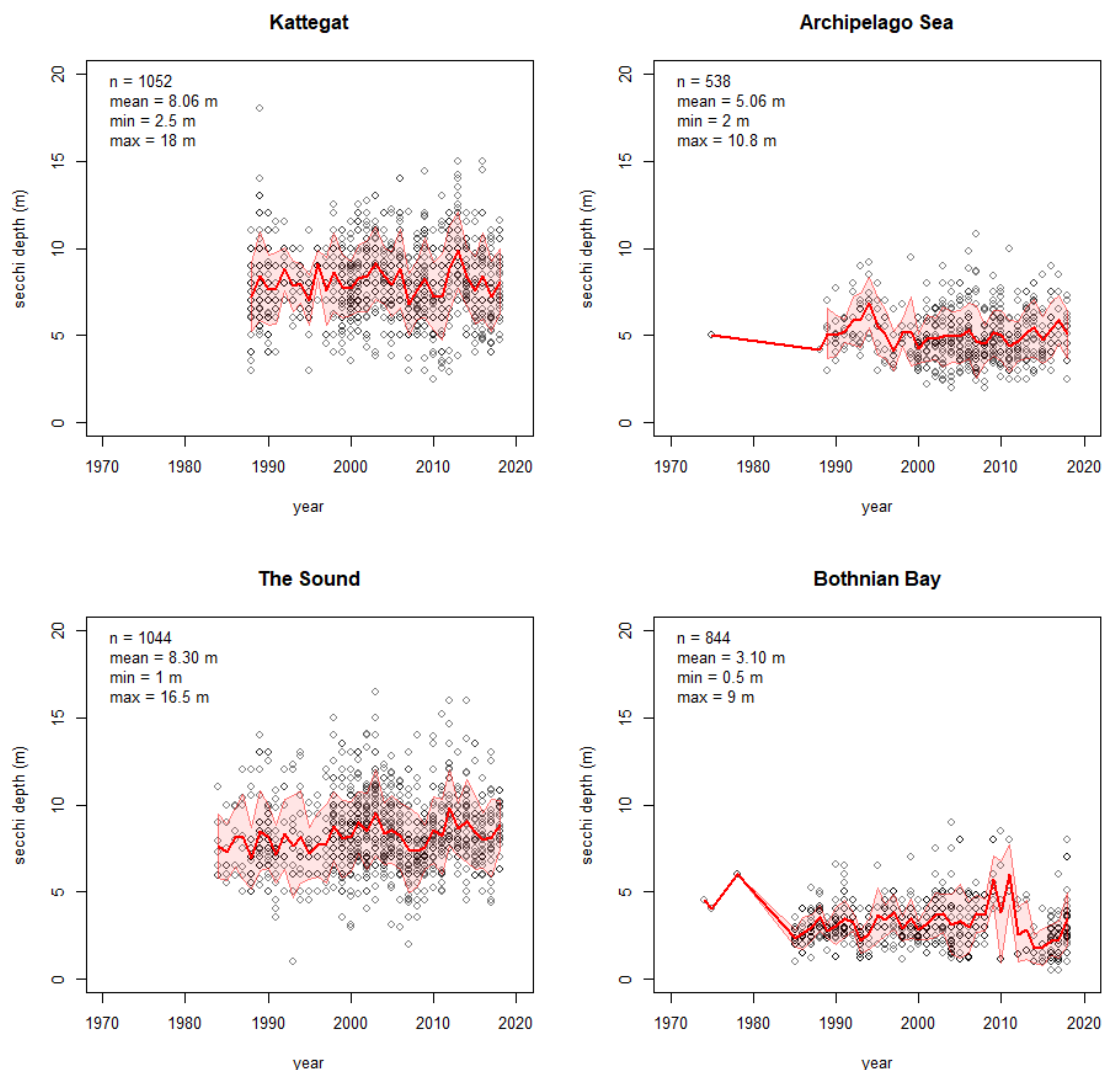 Kattegat
n = 1052
mean = 8.06 m
min = 2.5 m
max = 18 m
20
15
10
5
0
secchi depth (m)
1970 1980 1990 2000 2010 2020
year
Archipelago Sea
n = 538
mean = 5.06 m
min = 2 m
max = 10.8 m
20
15
10
5
0
secchi depth (m)
1970 1980 1990 2000 2010 2020
year
The Sound
n = 1044
mean = 8.30 m
min = 1 m
max = 16.5 m
20
15
10
5
0
secchi depth (m)
1970 1980 1990 2000 2010 2020
year
Bothnian Bay
n = 844
mean = 3.10 m
min = 0.5 m
max = 9 m
20
15
10
5
0
secchi depth (m)
1970 1980 1990 2000 2010 2020
year